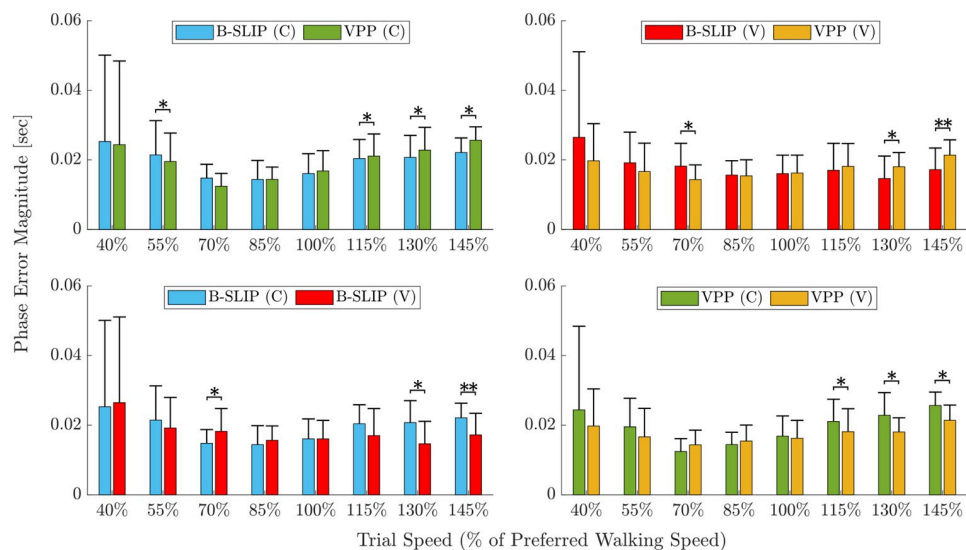 Phase Error Magnitude [sec]
B-SLIP (C) VPP (C)
0.06
0.04
0.02
0
* * * *
40% 55% 70% 85% 100% 115% 130% 145%
B-SLIP (V) VPP (V)
0.06
0.04
0.02
0
* * **
40% 55% 70% 85% 100% 115% 130% 145%
B-SLIP (C) B-SLIP (V)
0.06
0.04
0.02
0
* * **
40% 55% 70% 85% 100% 115% 130% 145%
VPP (C) VPP (V)
0.06
0.04
0.02
0
* * *
40% 55% 70% 85% 100% 115% 130% 145%
Trial Speed (% of Preferred Walking Speed)